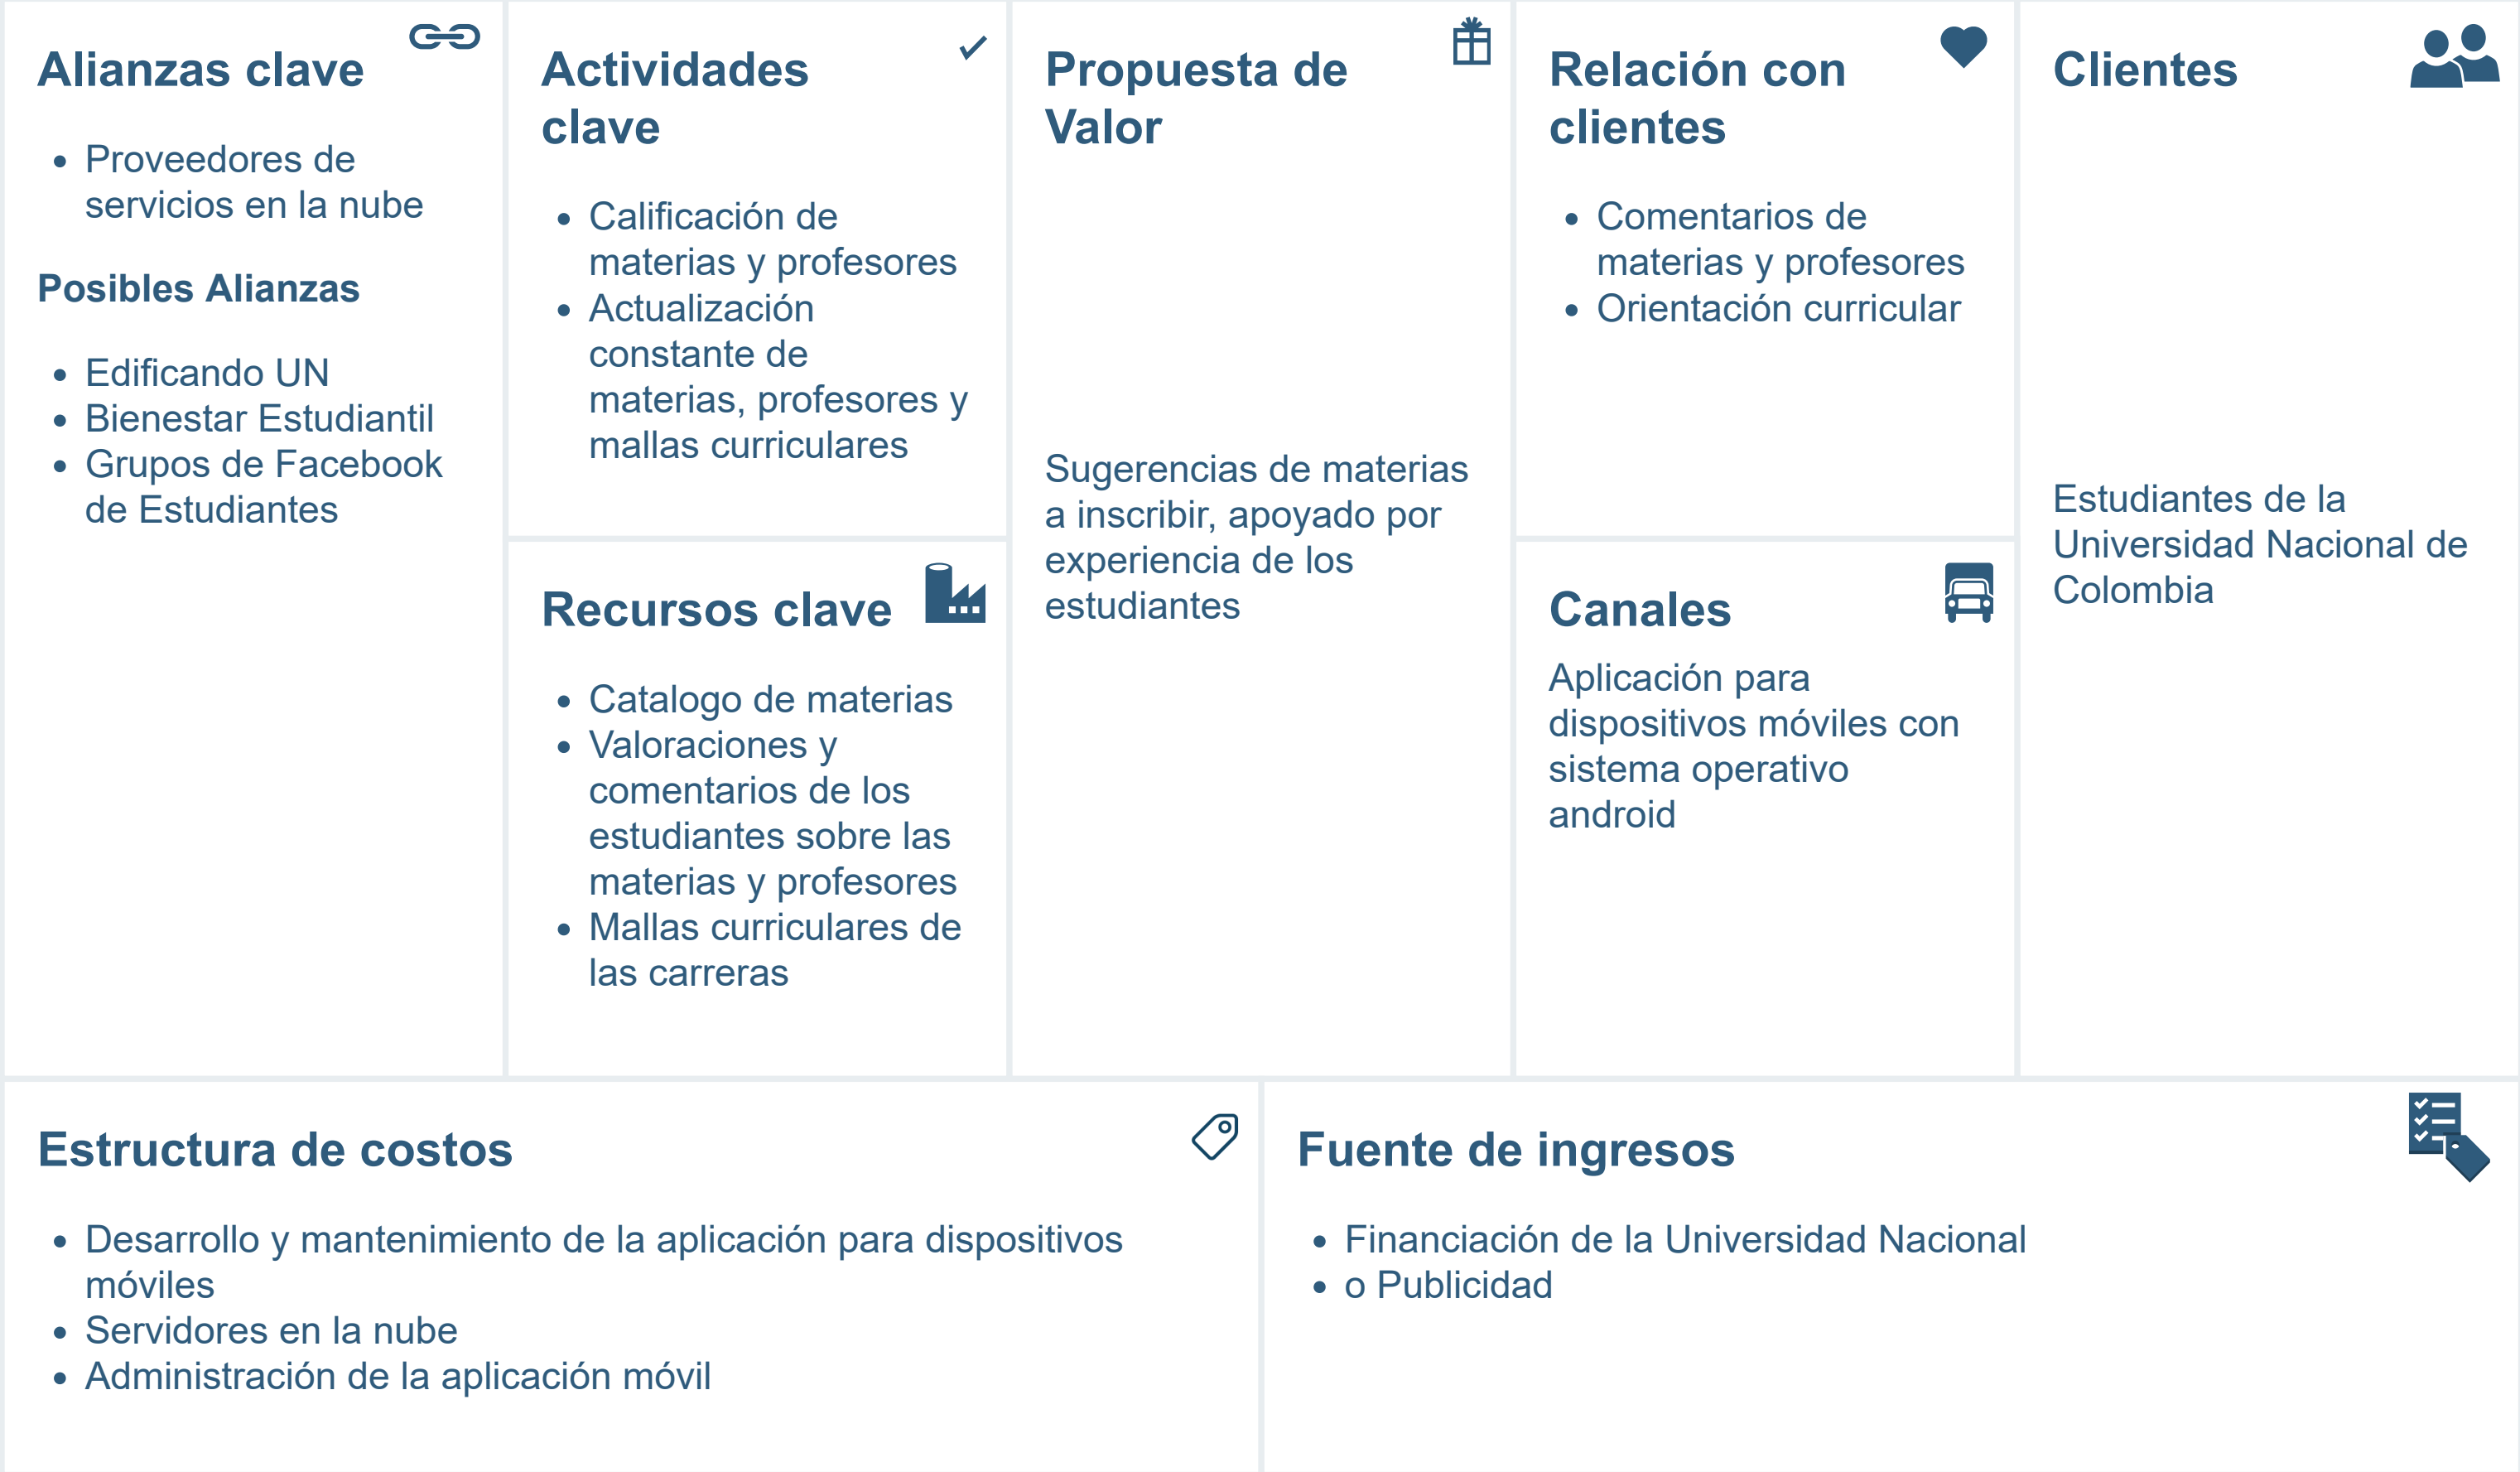 Alianzas clave
Proveedores de
servicios en la nube
Posibles Alianzas
Edificando UN
Bienestar Estudiantil
Grupos de Facebook
de Estudiantes
Actividades
clave
Calificación de
materias y profesores
Actualización
constante de
materias, profesores y
mallas curriculares
Recursos clave
Catalogo de materias
Valoraciones y
comentarios de los
estudiantes sobre las
materias y profesores
Mallas curriculares de
las carreras
Propuesta de
Valor
Sugerencias de materias
a inscribir, apoyado por
experiencia de los
estudiantes
Relación con
clientes
Comentarios de
materias y profesores
Orientación curricular
Canales
Aplicación para
dispositivos móviles con
sistema operativo
android
Clientes
Estudiantes de la
Universidad Nacional de
Colombia
Estructura de costos
Desarrollo y mantenimiento de la aplicación para dispositivos
móviles
Servidores en la nube
Administración de la aplicación móvil
Fuente de ingresos
Financiación de la Universidad Nacional
o Publicidad